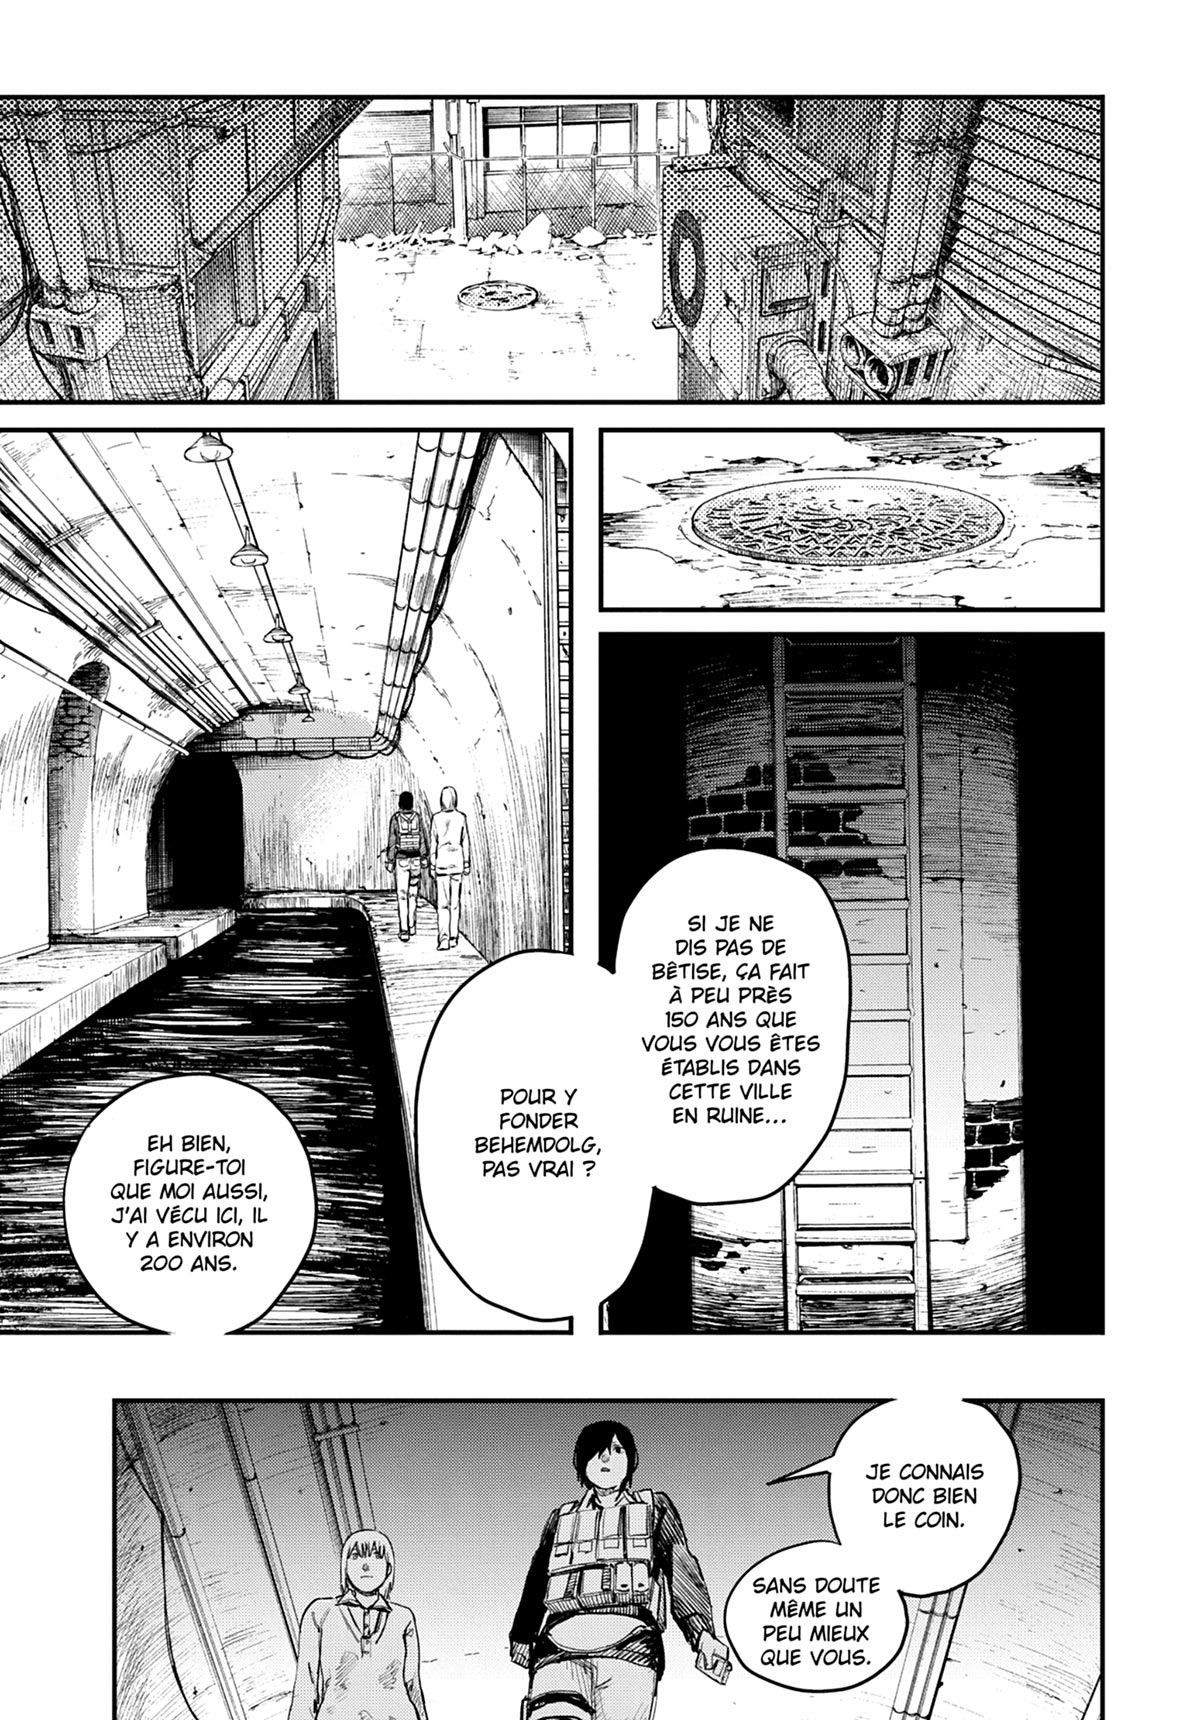 SI JE NE
DIS PAS DE
BÊTISE, ÇA FAIT
À PEU PRÈS
150 ANS QUE
VOUS VOUS ÊTES
ÉTABLIS DANS
CETTE VILLE
EN RUINE...
POUR Y
FONDER
BEHEMDOLG,
PAS VRAI ?
EH BIEN,
FIGURE-TOI
QUE MOI AUSSI,
J'AI VÉCU ICI, IL
Y A ENVIRON
200 ANS.
JE CONNAIS
DONC BIEN
LE COIN.
SANS DOUTE
MÊME UN
PEU MIEUX
QUE VOUS.